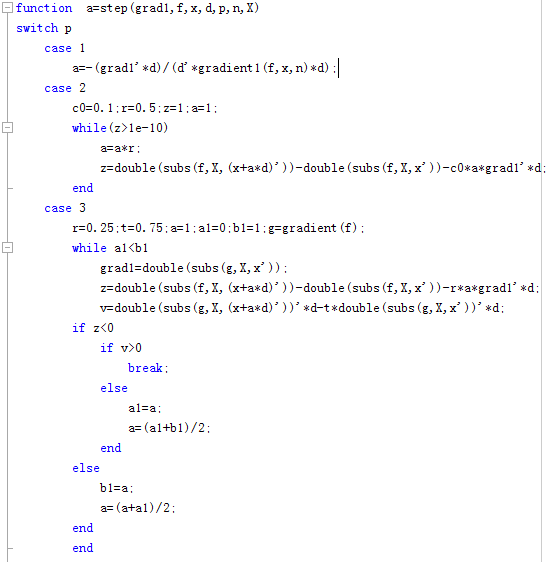 function  a=step(grad1,f,x,d,p,n,X)
switch p
    case 1
        a=-(grad1'*d)/(d'*gradient1(f,x,n)*d);
    case 2
        c0=0.1;r=0.5;z=1;a=1;
        while(z>1e-10)
            a=a*r;
            z=double(subs(f,X,(x+a*d)'))-double(subs(f,X,x'))-c0*a*grad1'*d;
        end
    case 3
        r=0.25;t=0.75;a=1;a1=0;b1=1;g=gradient(f);
        while a1<b1
            grad1=double(subs(g,X,x'));
            z=double(subs(f,X,(x+a*d)'))-double(subs(f,X,x'))-r*a*grad1'*d;
            v=double(subs(g,X,(x+a*d)'))'*d-t*double(subs(g,X,x'))'*d;
        if z<0
            if v>0
                break;
            else
                a1=a;
                a=(a1+b1)/2;
            end
        else
            b1=a;
            a=(a+a1)/2;
        end
        end